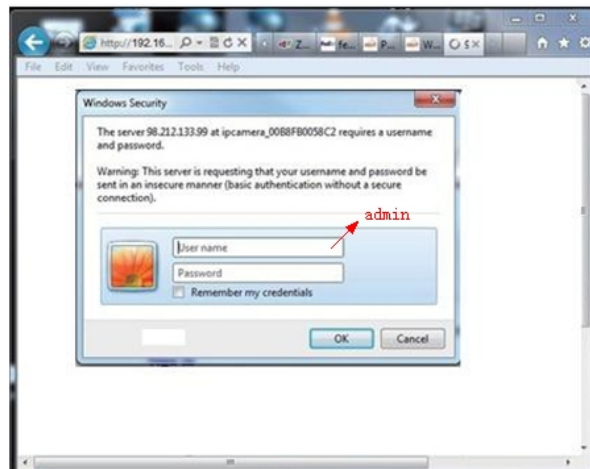 http://192.16...
File Edit View Favorites Tools Help
Windows Security
The server 98.212.133.99 at ipcamera_00B8FB0058C2 requires a username
and password.
Warning: This server is requesting that your username and password be
sent in an insecure manner (basic authentication without a secure
connection).
admin
User name
Password
Remember my credentials
OK Cancel